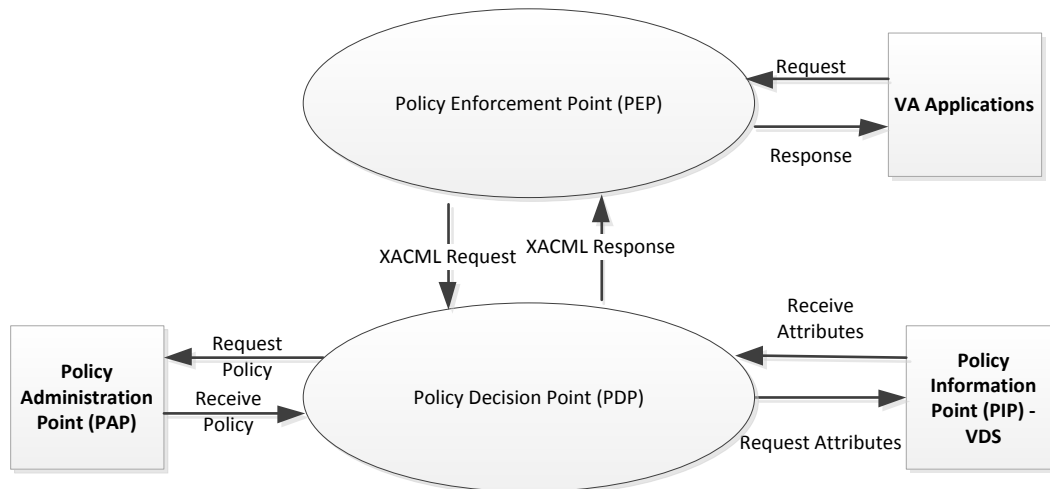 Policy Enforcement Point (PEP)
Request
VA Applications
Response
XACML Request
XACML Response
Receive
Attributes
Request
Policy
Policy
Administration
Point (PAP)
Receive
Policy
Policy Decision Point (PDP)
Policy
Information
Point (PIP) -
VDS
Request Attributes